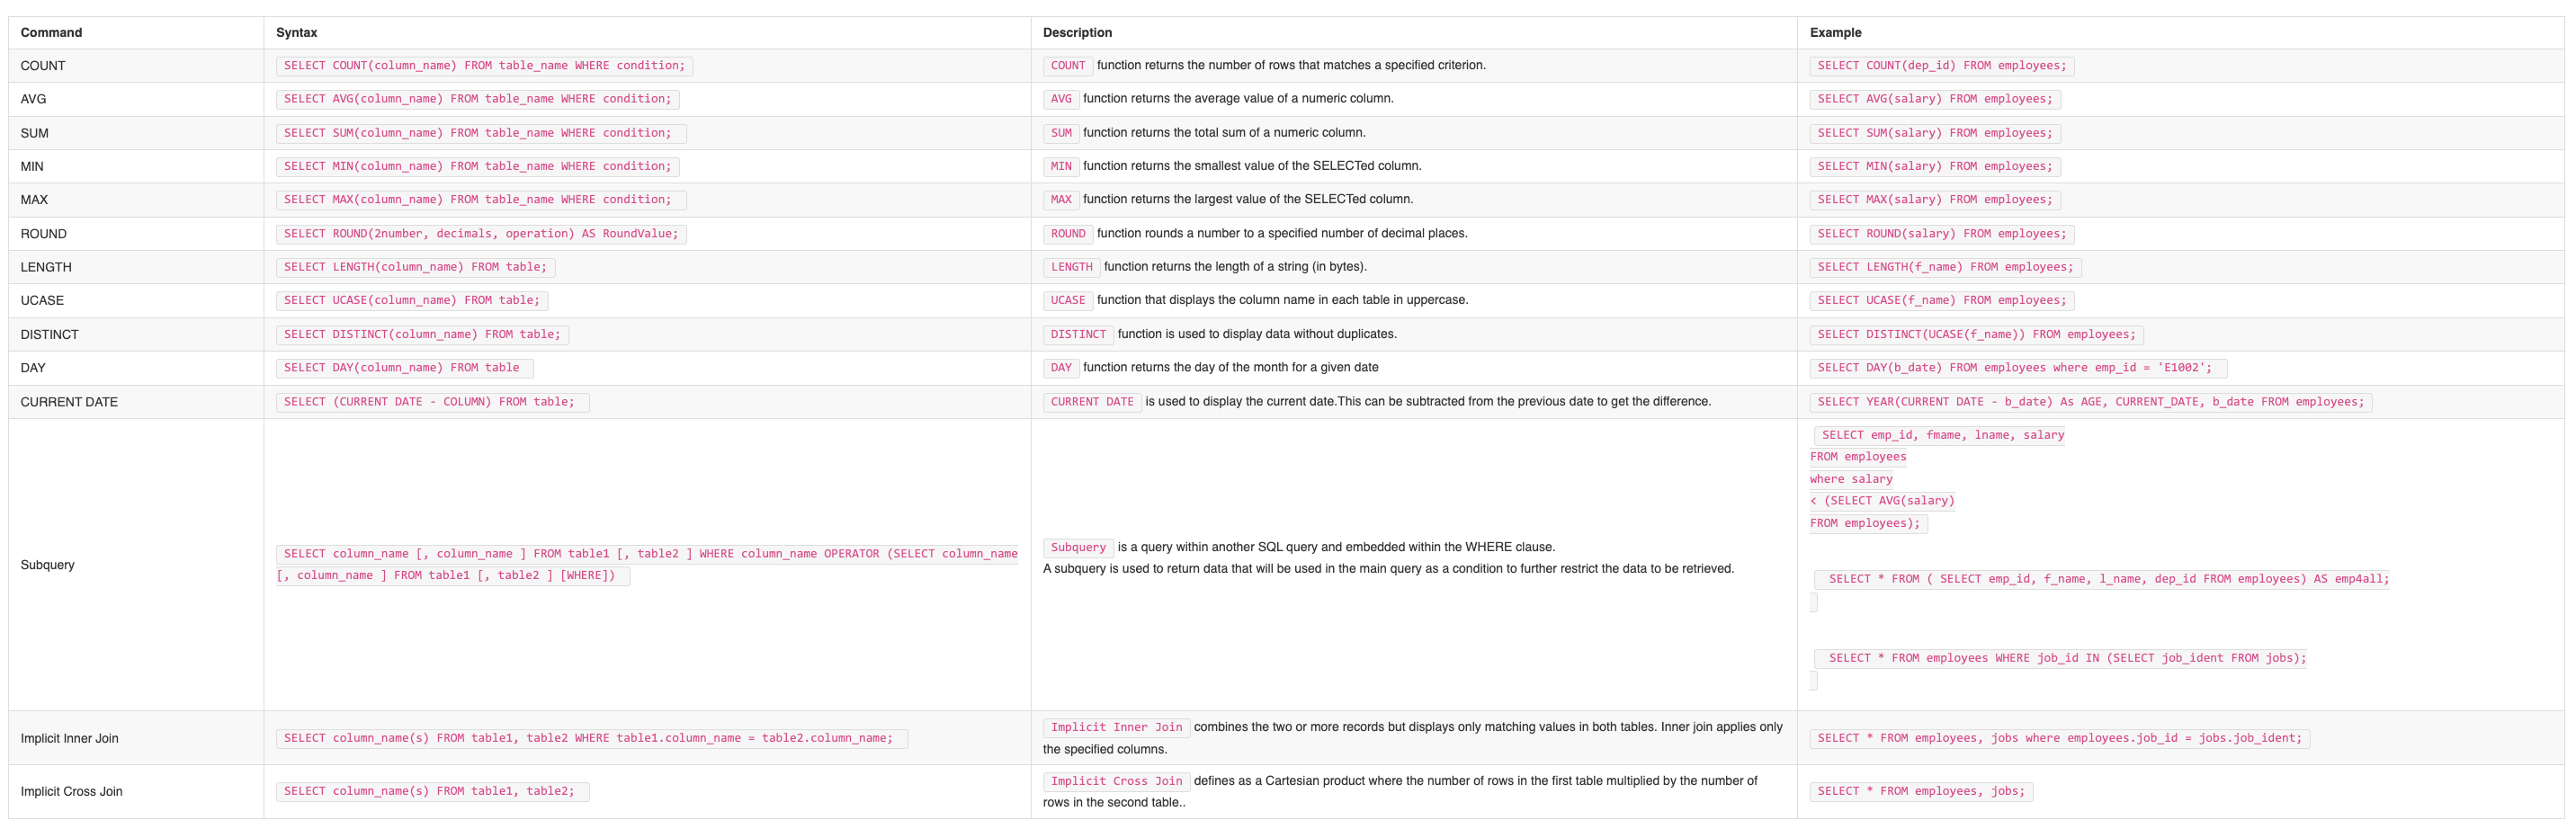 Command Syntax Description Example
COUNT SELECT COUNT(column_name) FROM table_name WHERE condition; COUNT function returns the number of rows that matches a specified criterion. SELECT COUNT(dep_id) FROM employees;
AVG SELECT AVG(column_name) FROM table_name WHERE condition; AVG function returns the average value of a numeric column. SELECT AVG(salary) FROM employees;
SUM SELECT SUM(column_name) FROM table_name WHERE condition; SUM function returns the total sum of a numeric column. SELECT SUM(salary) FROM employees;
MIN SELECT MIN(column_name) FROM table_name WHERE condition; MIN function returns the smallest value of the SELECTed column. SELECT MIN(salary) FROM employees;
MAX SELECT MAX(column_name) FROM table_name WHERE condition; MAX function returns the largest value of the SELECTed column. SELECT MAX(salary) FROM employees;
ROUND SELECT ROUND(2number, decimals, operation) AS RoundValue; ROUND function rounds a number to a specified number of decimal places. SELECT ROUND(salary) FROM employees;
LENGTH SELECT LENGTH(column_name) FROM table; LENGTH function returns the length of a string (in bytes). SELECT LENGTH(f_name) FROM employees;
UCASE SELECT UCASE(column_name) FROM table; UCASE function that displays the column name in each table in uppercase. SELECT UCASE(f_name) FROM employees;
DISTINCT SELECT DISTINCT(column_name) FROM table; DISTINCT function is used to display data without duplicates. SELECT DISTINCT(UCASE(f_name)) FROM employees;
DAY SELECT DAY(column_name) FROM table DAY function returns the day of the month for a given date SELECT DAY(b_date) FROM employees where emp_id = 'E1002';
CURRENT DATE SELECT (CURRENT DATE - COLUMN) FROM table; CURRENT DATE is used to display the current date.This can be subtracted from the previous date to get the difference. SELECT YEAR(CURRENT DATE - b_date) As AGE, CURRENT_DATE, b_date FROM employees;
Subquery
SELECT column_name [, column_name ] FROM table1 [, table2 ] WHERE column_name OPERATOR (SELECT column_name
[, column_name ] FROM table1 [, table2 ] [WHERE])
Subquery is a query within another SQL query and embedded within the WHERE clause.
A subquery is used to return data that will be used in the main query as a condition to further restrict the data to be retrieved.
SELECT emp_id, fmame, lname, salary
FROM employees
where salary
< (SELECT AVG(salary)
FROM employees);
SELECT * FROM ( SELECT emp_id, f_name, l_name, dep_id FROM employees) AS emp4all;
SELECT * FROM employees WHERE job_id IN (SELECT job_ident FROM jobs);
Implicit Inner Join
SELECT column_name(s) FROM table1, table2 WHERE table1.column_name = table2.column_name;
Implicit Inner Join combines the two or more records but displays only matching values in both tables. Inner join applies only
the specified columns.
SELECT * FROM employees, jobs where employees.job_id = jobs.job_ident;
Implicit Cross Join
SELECT column_name(s) FROM table1, table2;
Implicit Cross Join defines as a Cartesian product where the number of rows in the first table multiplied by the number of
rows in the second table..
SELECT * FROM employees, jobs;